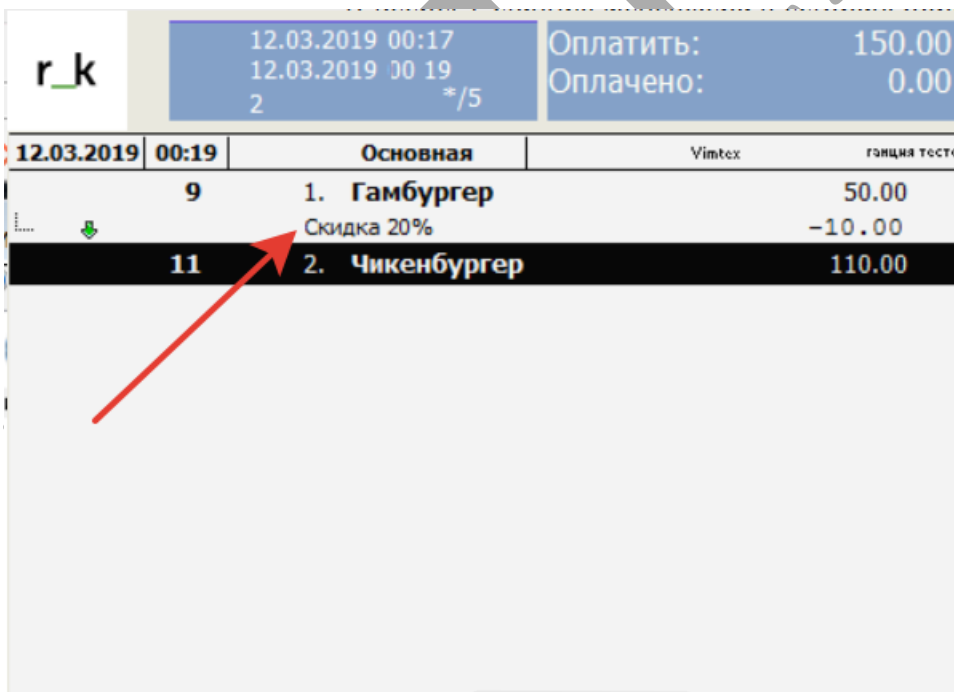 r_k
12.03.2019 00:17
12.03.2019 00 19
2 */5
Оплатить: 150.00
Оплачено: 0.00
12.03.2019 00:19 Основная Vimtex танция тесто
9 1. Гамбургер 50.00
Скидка 20% -10.00
11 2. Чикенбургер 110.00